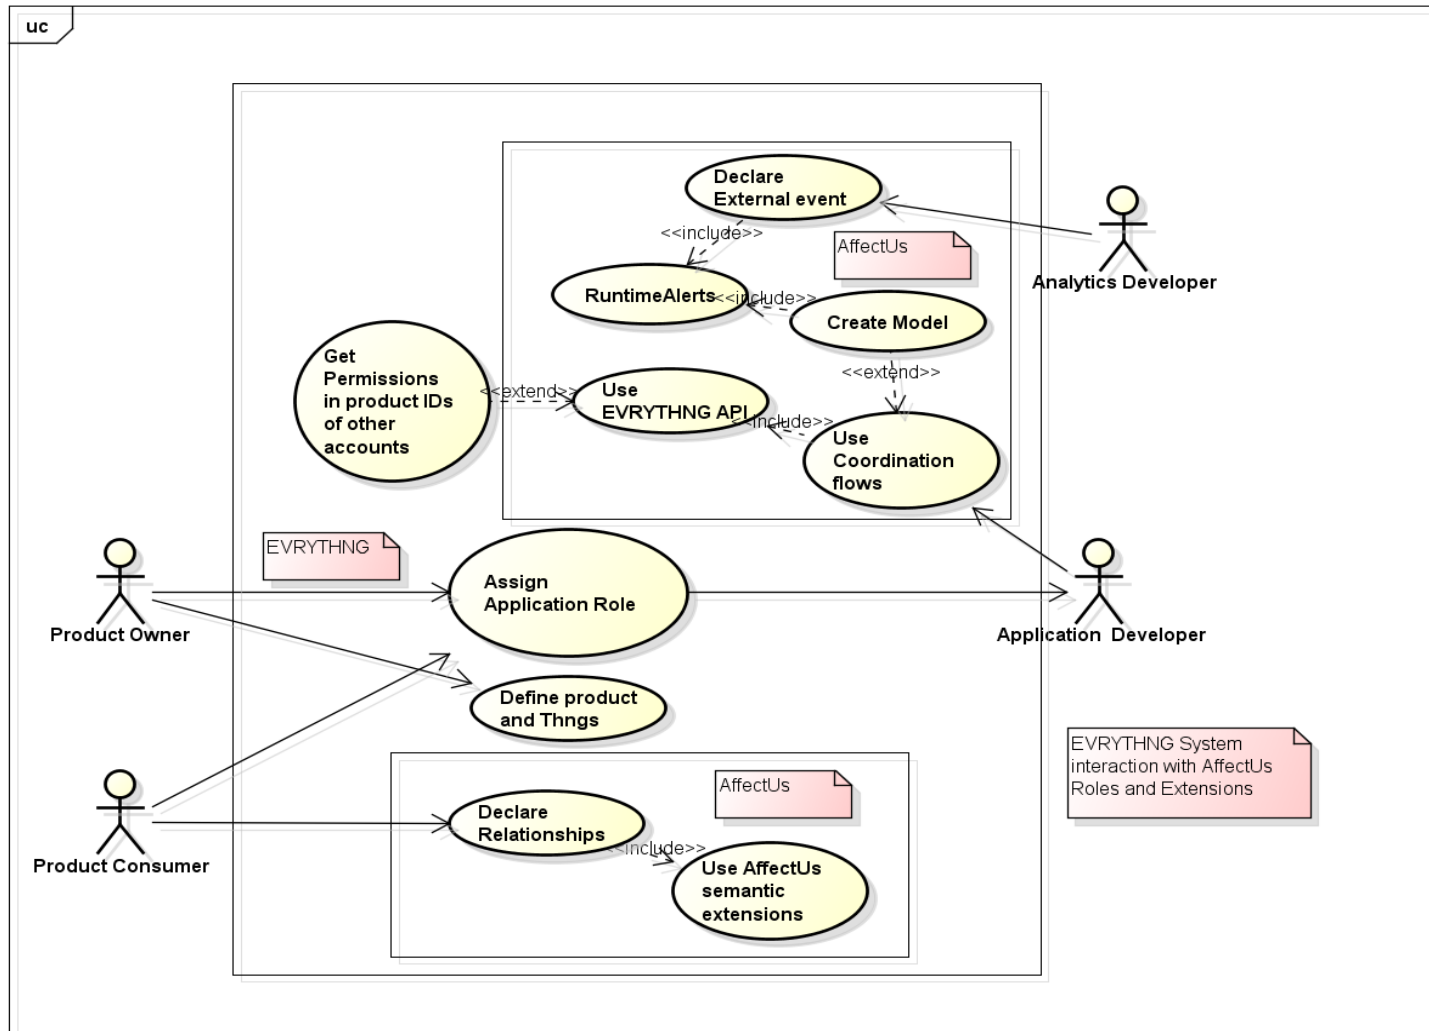 uc
Declare
External event
<<include>>
AffectUs
Analytics Developer
RuntimeAlerts
<<include>>
Create Model
Get
Permissions
in product IDs
of other
accounts
<<extend>>
Use
EVRYTHNG API
<<extend>>
<<include>>
Use
Coordination
flows
EVRYTHNG
Product Owner
Assign
Application Role
Application  Developer
Define product
and Thngs
EVRYTHNG System
interaction with AffectUs
Roles and Extensions
Product Consumer
Declare
Relationships
AffectUs
<<include>>
Use AffectUs
semantic
extensions